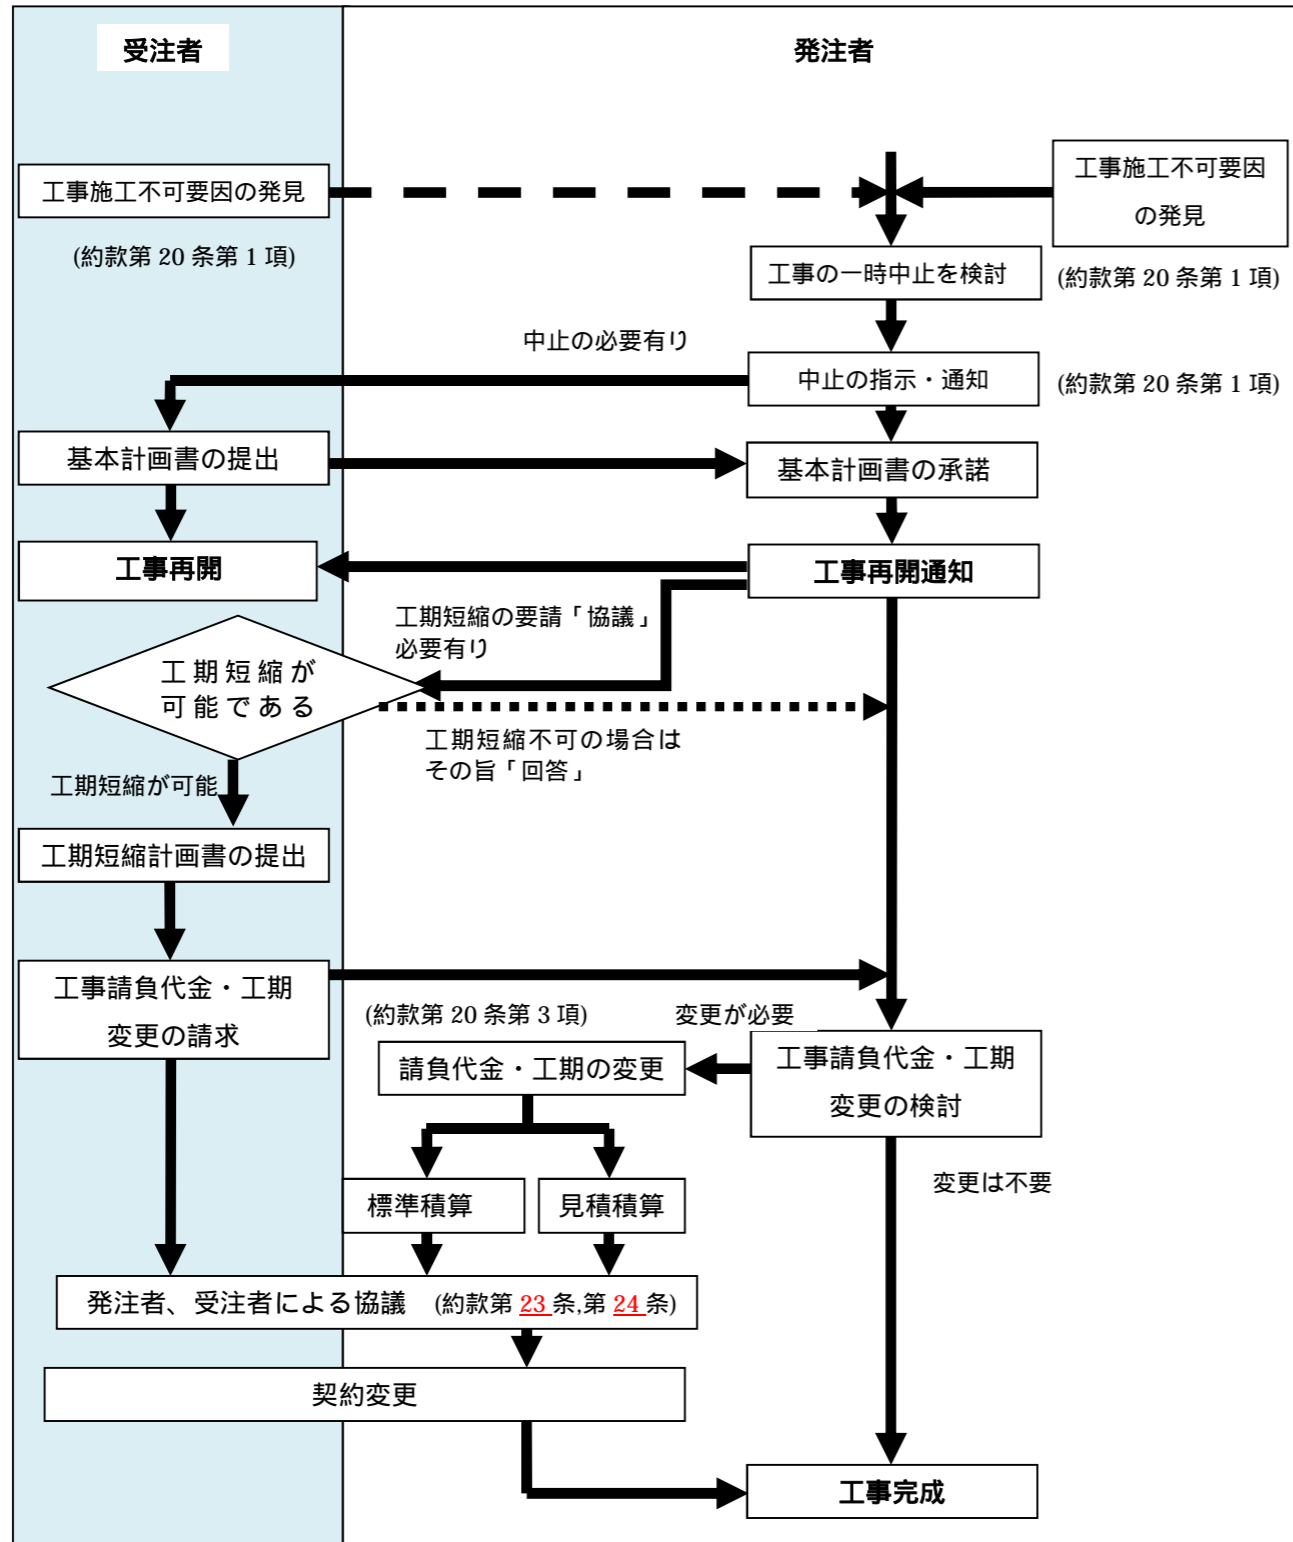 受注者
発注者
工事施工不可要因の発見
工事施工不可要因
の発見
(約款第 20 条第 1 項)
工事の一時中止を検討
(約款第 20 条第 1 項)
中止の必要有り
中止の指示・通知
(約款第 20 条第 1 項)
基本計画書の提出
基本計画書の承諾
工事再開
工事再開通知
工期短縮の要請「協議」
必要有り
工期短縮が
可能である
工期短縮不可の場合は
その旨「回答」
工期短縮が可能
工期短縮計画書の提出
工事請負代金・工期
変更の請求
(約款第 20 条第 3 項)
変更が必要
請負代金・工期の変更
工事請負代金・工期
変更の検討
標準積算
見積積算
変更は不要
発注者、受注者による協議 (約款第 23 条,第 24 条)
契約変更
工事完成